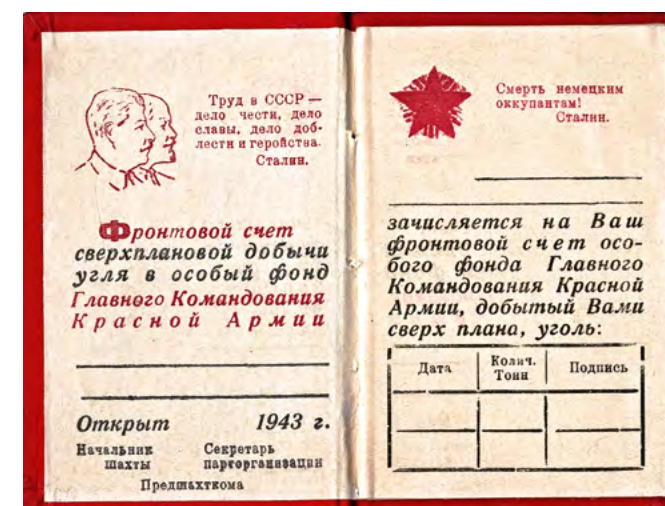 Труд в СССР —
дело чести, дело
славы, дело доб-
лести и геройства.
Сталин.
Фронтовой счет
сверхплановой добычи
угля в особый фонд
Главного Командования
Красной Армии
Открыт 1943 г.
Начальник Секретарь
шахты парторганизации
Предшахткома
Смерть немецким
оккупантам!
Сталин.
зачисляется на Ваш
фронтовой счет осо-
бого фонда Главного
Командования Красной
Армии, добытый Вами
сверх плана, уголь:
Дата Колич. Подпись
Тонн